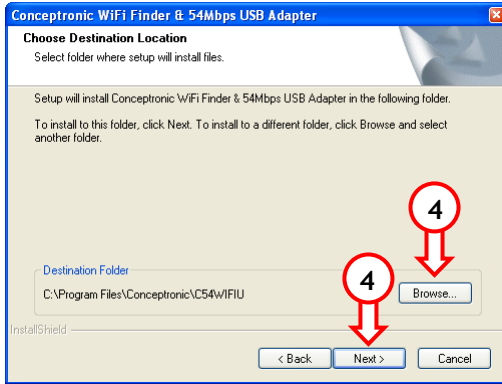 Conceptronic WiFi Finder & 54Mbps USB Adapter
Choose Destination Location
Select folder where setup will install files.
Setup will install Conceptronic WiFi Finder & 54Mbps USB Adapter in the following folder.
To install to this folder, click Next. To install to a different folder, click Browse and select
another folder.
4
Destination Folder
4
C:\Program Files\Conceptronic\C54WIFIU
Browse...
InstallShield
< Back
Next >
Cancel